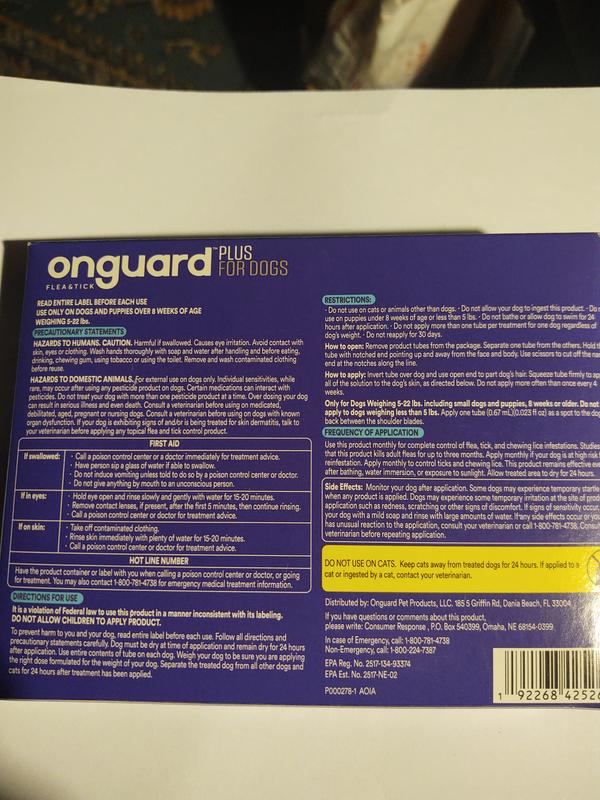 onguard™ PLUS
FOR DOGS
FLEA & TICK
READ ENTIRE LABEL BEFORE EACH USE
USE ONLY ON DOGS AND PUPPIES OVER 8 WEEKS OF AGE
WEIGHING 5-22 lbs.
PRECAUTIONARY STATEMENTS
HAZARDS TO HUMANS. CAUTION. Harmful if swallowed. Causes eye irritation. Avoid contact with
skin, eyes or clothing. Wash hands thoroughly with soap and water after handling and before eating,
drinking, chewing gum, using tobacco or using the toilet. Remove and wash contaminated clothing
before reuse.
HAZARDS TO DOMESTIC ANIMALS. For external use on dogs only. Individual sensitivities, while
rare, may occur after using any pesticide product on dogs. Certain medications can interact with
pesticides. Do not treat your dog with more than one pesticide product at a time. Over dosing your dog
can result in serious illness and even death. Consult a veterinarian before using on medicated,
debilitated, aged, pregnant or nursing dogs. Consult a veterinarian before using on dogs with known
organ dysfunction. If your dog is exhibiting signs of and/or is being treated for skin dermatitis, talk to
your veterinarian before applying any topical flea and tick control product.
FIRST AID
If swallowed:
· Call a poison control center or a doctor immediately for treatment advice.
· Have person sip a glass of water if able to swallow.
· Do not induce vomiting unless told to do so by a poison control center or doctor.
· Do not give anything by mouth to an unconscious person.
If in eyes:
· Hold eye open and rinse slowly and gently with water for 15-20 minutes.
· Remove contact lenses, if present, after the first 5 minutes, then continue rinsing.
· Call a poison control center or doctor for treatment advice.
If on skin:
· Take off contaminated clothing.
· Rinse skin immediately with plenty of water for 15-20 minutes.
· Call a poison control center or doctor for treatment advice.
HOT LINE NUMBER
Have the product container or label with you when calling a poison control center or doctor, or going
for treatment. You may also contact 1-800-781-4738 for emergency medical treatment information.
DIRECTIONS FOR USE
It is a violation of Federal law to use this product in a manner inconsistent with its labeling.
DO NOT ALLOW CHILDREN TO APPLY PRODUCT.
To prevent harm to you and your dog, read entire label before each use. Follow all directions and
precautionary statements carefully. Dog must be dry at time of application and remain dry for 24 hours
after application. Use entire contents of tube on each dog. Weigh your dog to be sure you are applying
the right dose formulated for the weight of your dog. Separate the treated dog from all other dogs and
cats for 24 hours after treatment has been applied.
RESTRICTIONS:
· Do not use on cats or animals other than dogs. · Do not allow your dog to ingest this product. · Do
use on puppies under 8 weeks of age or less than 5 lbs. · Do not bathe or allow dog to swim for 24
hours after application. · Do not apply more than one tube per treatment for one dog regardless of
dog's weight. · Do not reapply for 30 days.
How to open: Remove product tubes from the package. Separate one tube from the others. Hold
tube with notched end pointing up and away from the face and body. Use scissors to cut off the
end at the notches along the line.
How to apply: Invert tube over dog and use open end to part dog's hair. Squeeze tube firmly to
all of the solution to the dog's skin, as directed below. Do not apply more often than once every 4
weeks.
Only for Dogs Weighing 5-22 lbs. including small dogs and puppies, 8 weeks or older. Do not
apply to dogs weighing less than 5 lbs. Apply one tube (0.67 mL)(0.023 fl oz) as a spot to the
back between the shoulder blades.
FREQUENCY OF APPLICATION
Use this product monthly for complete control of flea, tick, and chewing lice infestations. Studies
that this product kills adult fleas for up to three months. Apply monthly if your dog is at high risk
reinfestation. Apply monthly to control ticks and chewing lice. This product remains effective
after bathing, water immersion, or exposure to sunlight. Allow treated area to dry for 24 hours.
Side Effects: Monitor your dog after application. Some dogs may experience temporary
when any product is applied. Dogs may experience some temporary irritation at the site of
application such as redness, scratching or other signs of discomfort. If signs of sensitivity occur,
your dog with a mild soap and rinse with large amounts of water. If any side effects occur or
has unusual reaction to the application, consult your veterinarian or call 1-800-781-4738. Consult
veterinarian before repeating application.
DO NOT USE ON CATS. Keep cats away from treated dogs for 24 hours. If applied to a
cat or ingested by a cat, contact your veterinarian.
Distributed by: Onguard Pet Products, LLC. 185 S Griffin Rd, Dania Beach, FL 33004
If you have questions or comments about this product,
please write: Consumer Response , P.O. Box 540399, Omaha, NE 68154-0399
In case of Emergency, call: 1-800-781-4738
Non-Emergency, call: 1-800-224-7387
EPA Reg. No. 2517-134-93374
EPA Est. No. 2517-NE-02
P000278-1 AOIA
1 92268 42526